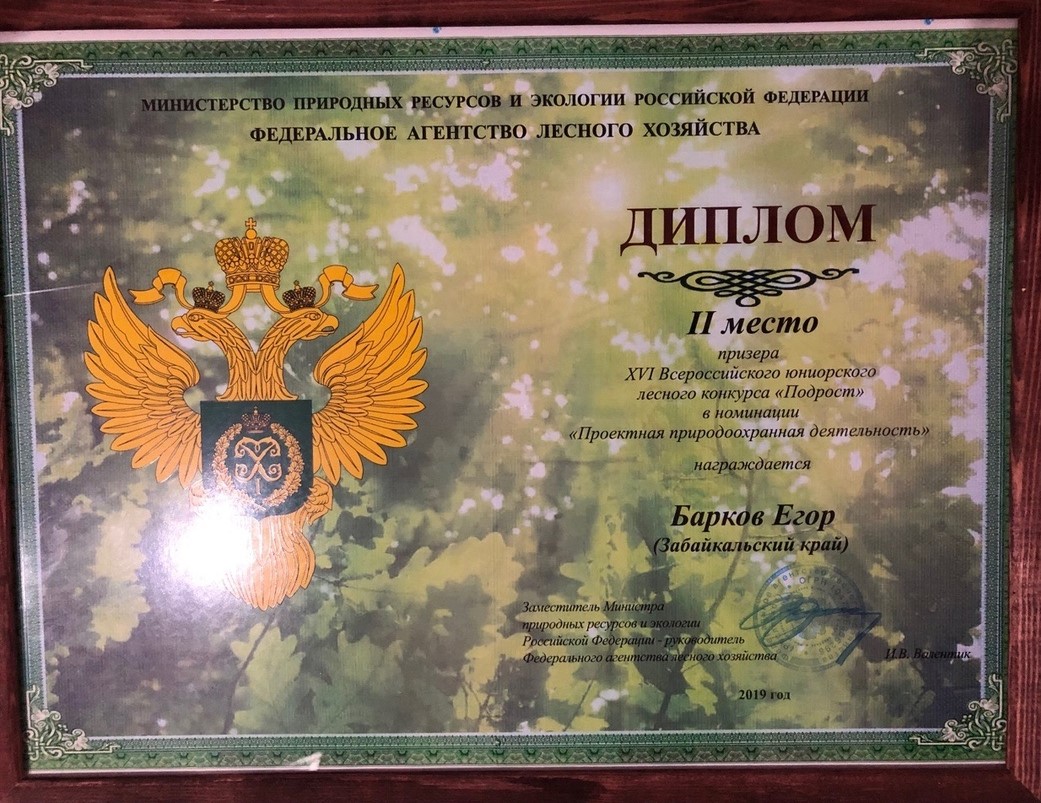 МИНИСТЕРСТВО ПРИРОДНЫХ РЕСУРСОВ И ЭКОЛОГИИ РОССИЙСКОЙ ФЕДЕРАЦИИ
ФЕДЕРАЛЬНОЕ АГЕНТСТВО ЛЕСНОГО ХОЗЯЙСТВА
ДИПЛОМ
II место
призера
XVI Всероссийского юниорского
лесного конкурса «Подрост»
в номинации
«Проектная природоохранная деятельность»
награждается
Барков Егор
(Забайкальский край)
Заместитель Министра
природных ресурсов и экологии
Российской Федерации - руководитель
Федерального агентства лесного хозяйства
И.В. Валентик
2019 год